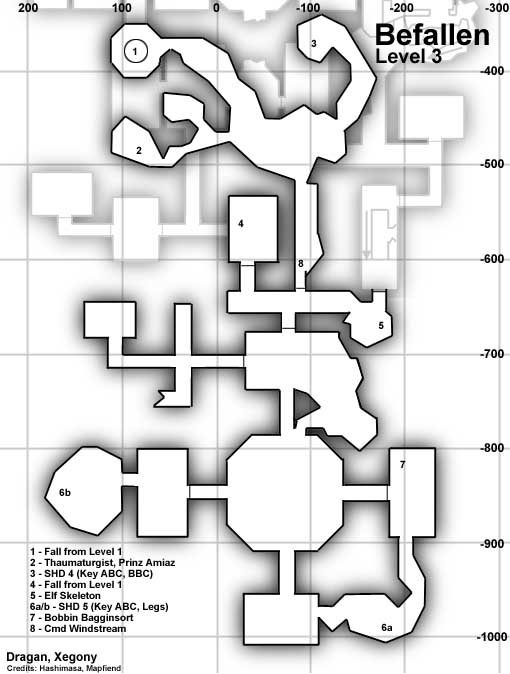 200 100 0 -100 -200 -300
Befallen
Level 3
-400
-500
-600
-700
-800
-900
-1000
1
3
2
4
8
5
7
6b
6a
1 - Fall from Level 1
2 - Thaumaturgist, Prinz Amiaz
3 - SHD 4 (Key ABC, BBC)
4 - Fall from Level 1
5 - Elf Skeleton
6a/b - SHD 5 (Key ABC, Legs)
7 - Bobbin Bagginsort
8 - Cmd Windstream
Dragan, Xegony
Credits: Hashimasa, Mapfiend